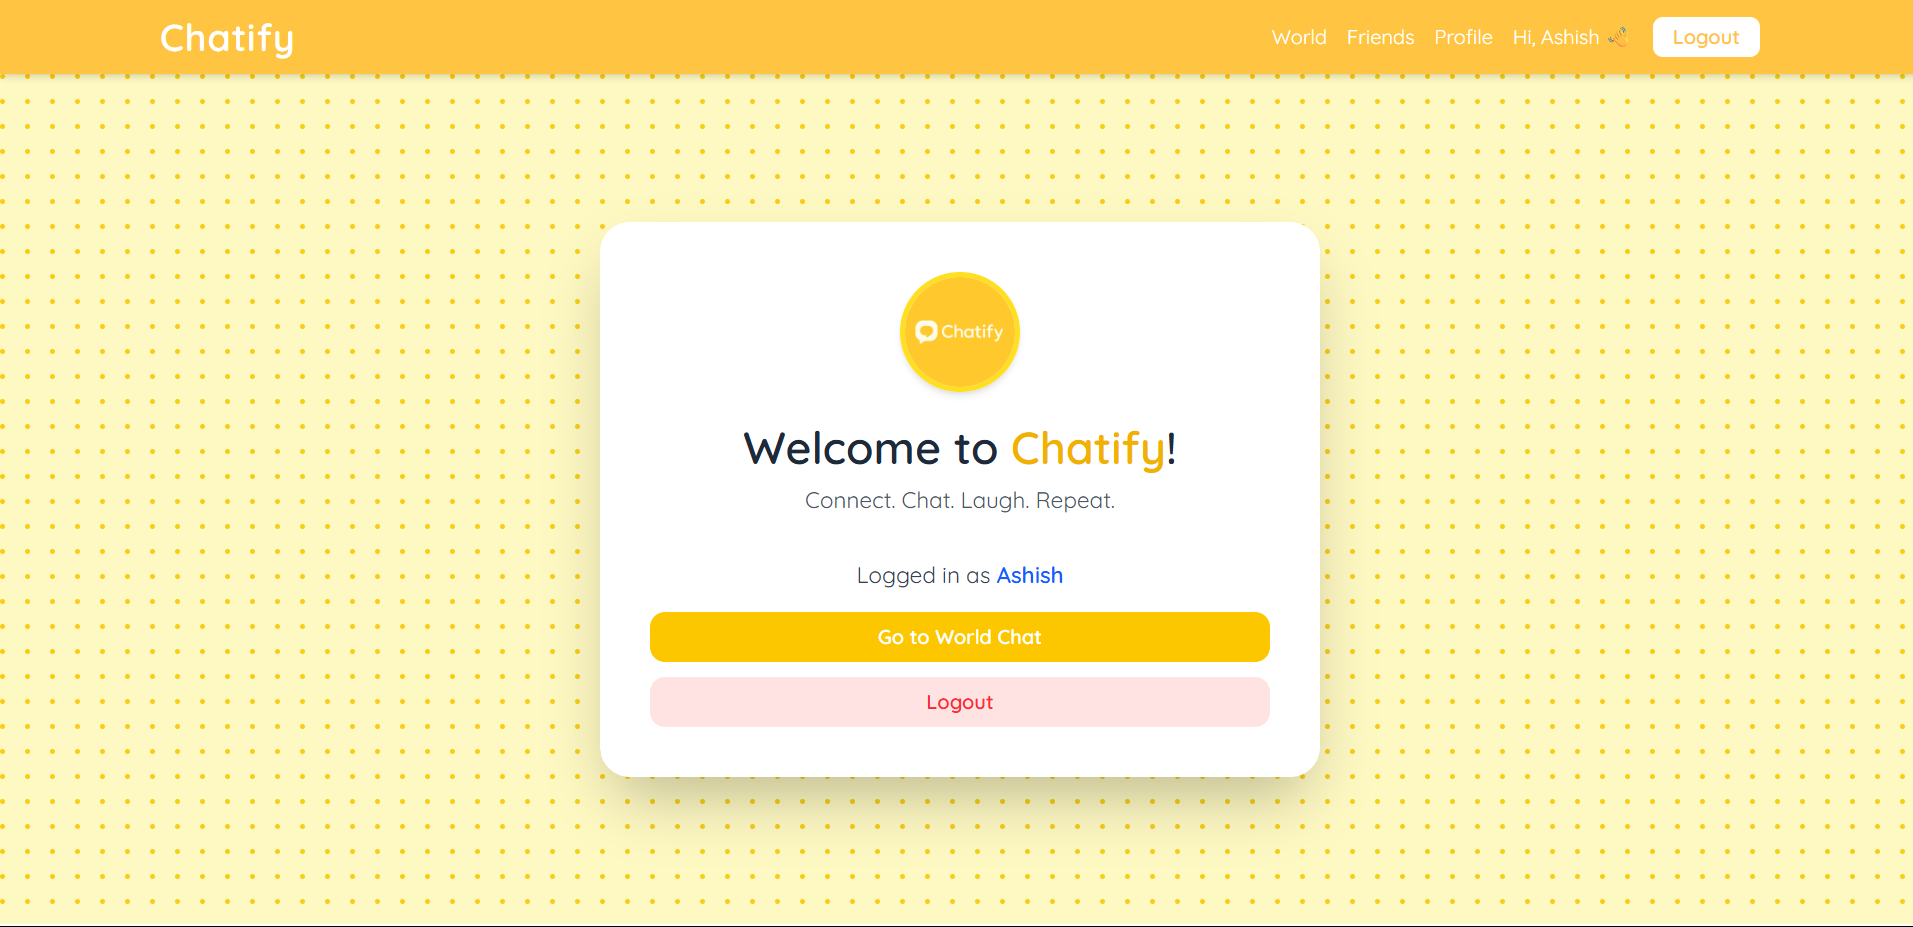 Chatify
World Friends Profile Hi, Ashish 👋 Logout
Chatify
Welcome to Chatify!
Connect. Chat. Laugh. Repeat.
Logged in as Ashish
Go to World Chat
Logout